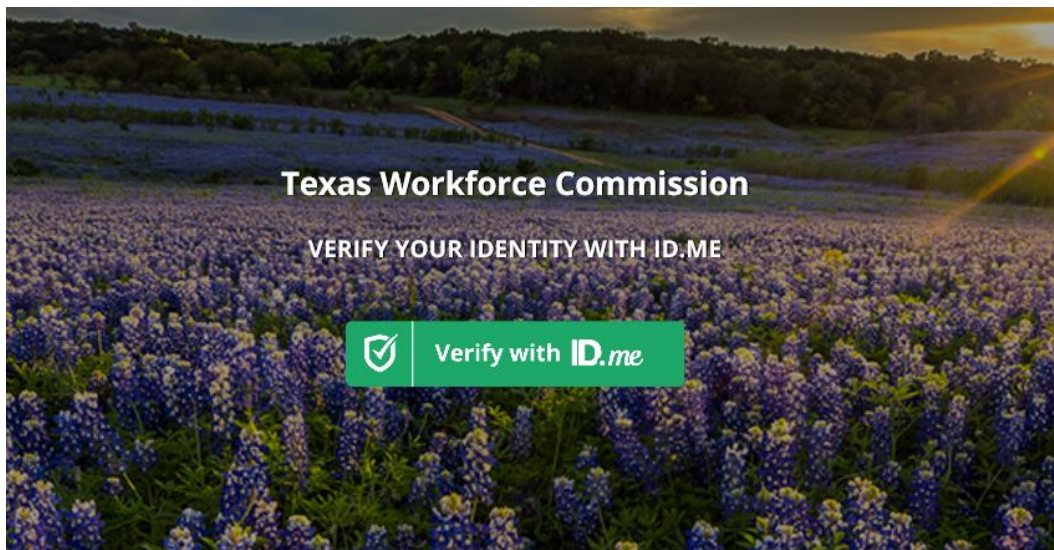 Texas Workforce Commission
VERIFY YOUR IDENTITY WITH ID.ME
Verify with ID.me